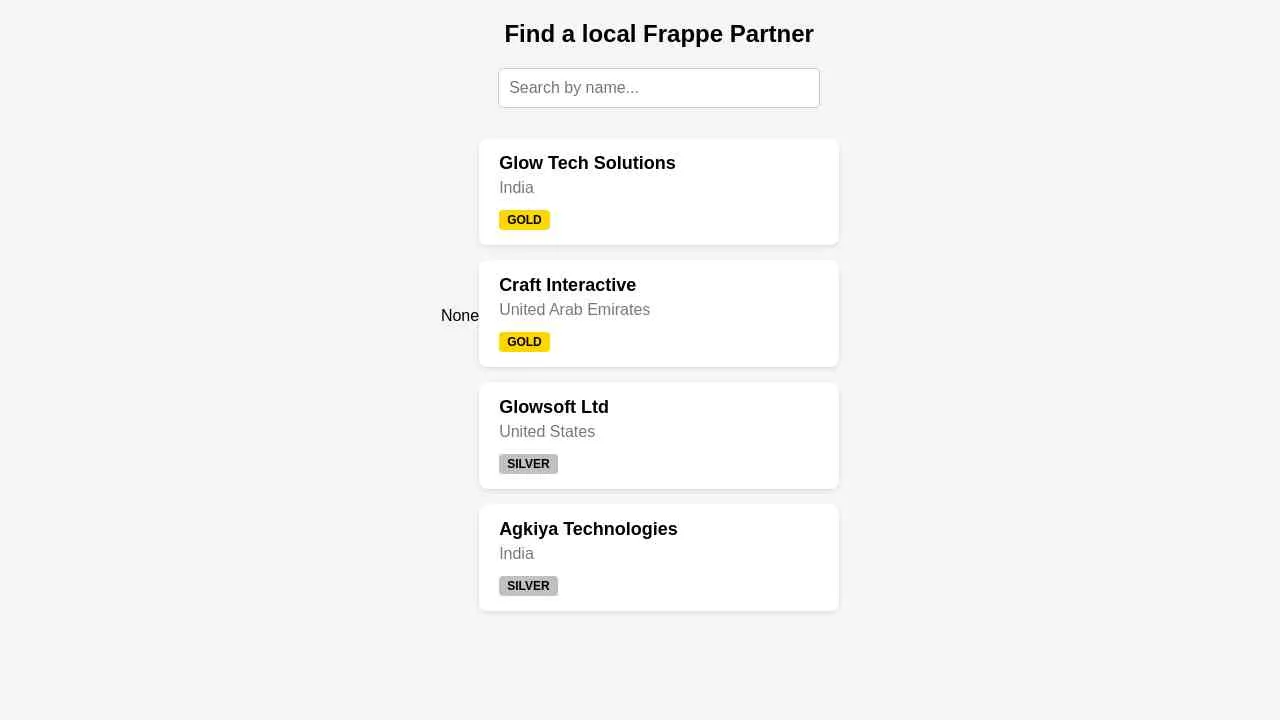 Find a local Frappe Partner
Search by name...
Glow Tech Solutions
India
GOLD
None
Craft Interactive
United Arab Emirates
GOLD
Glowsoft Ltd
United States
SILVER
Agkiya Technologies
India
SILVER